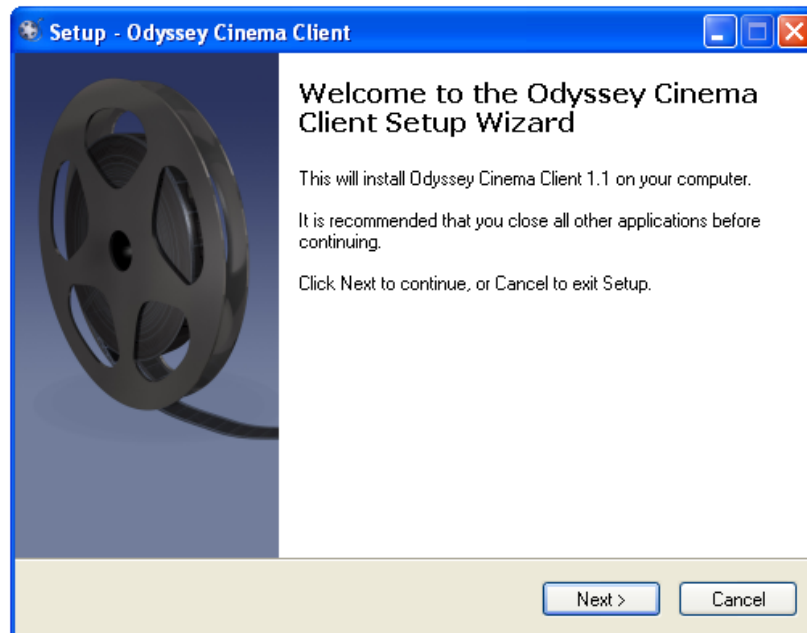 Setup - Odyssey Cinema Client
Welcome to the Odyssey Cinema
Client Setup Wizard
This will install Odyssey Cinema Client 1.1 on your computer.
It is recommended that you close all other applications before
continuing.
Click Next to continue, or Cancel to exit Setup.
Next >
Cancel